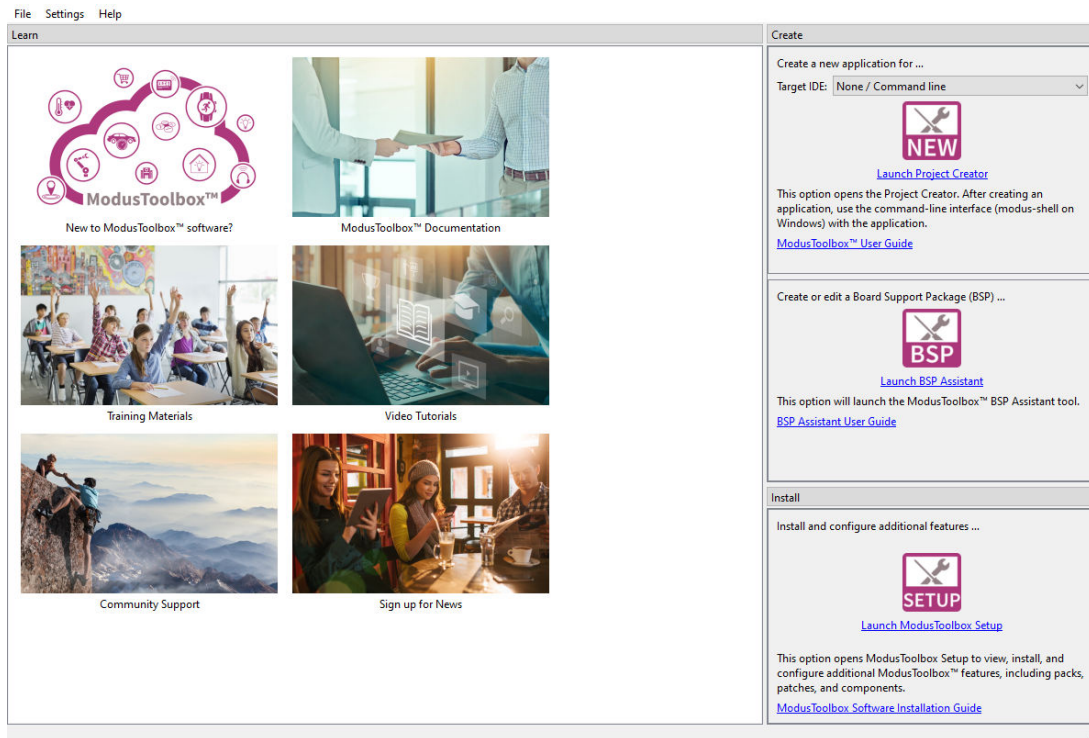 File Settings Help
Learn
ModusToolbox™
New to ModusToolbox™ software?
ModusToolbox™ Documentation
Training Materials
Video Tutorials
Community Support
Sign up for News
Create
Create a new application for ...
Target IDE: None / Command line
NEW
Launch Project Creator
This option opens the Project Creator. After creating an
application, use the command-line interface (modus-shell on
Windows) with the application.
ModusToolbox™ User Guide
Create or edit a Board Support Package (BSP) ...
BSP
Launch BSP Assistant
This option will launch the ModusToolbox™ BSP Assistant tool.
BSP Assistant User Guide
Install
Install and configure additional features ...
SETUP
Launch ModusToolbox Setup
This option opens ModusToolbox Setup to view, install, and
configure additional ModusToolbox™ features, including packs,
patches, and components.
ModusToolbox Software Installation Guide